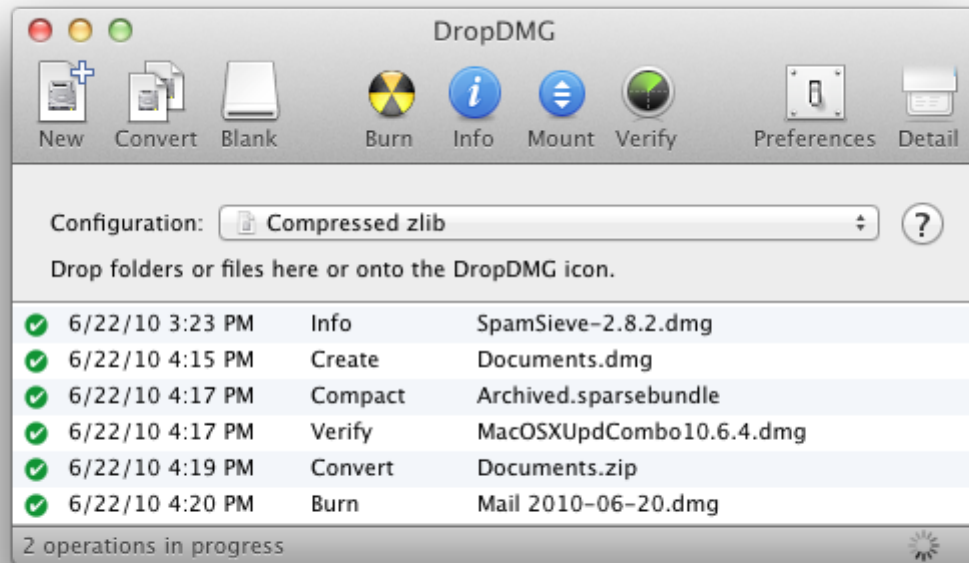 DropDMG
New Convert Blank Burn Info Mount Verify Preferences Detail
Configuration: Compressed zlib ?
Drop folders or files here or onto the DropDMG icon.
6/22/10 3:23 PM Info SpamSieve-2.8.2.dmg
6/22/10 4:15 PM Create Documents.dmg
6/22/10 4:17 PM Compact Archived.sparsebundle
6/22/10 4:17 PM Verify MacOSXUpdCombo10.6.4.dmg
6/22/10 4:19 PM Convert Documents.zip
6/22/10 4:20 PM Burn Mail 2010-06-20.dmg
2 operations in progress